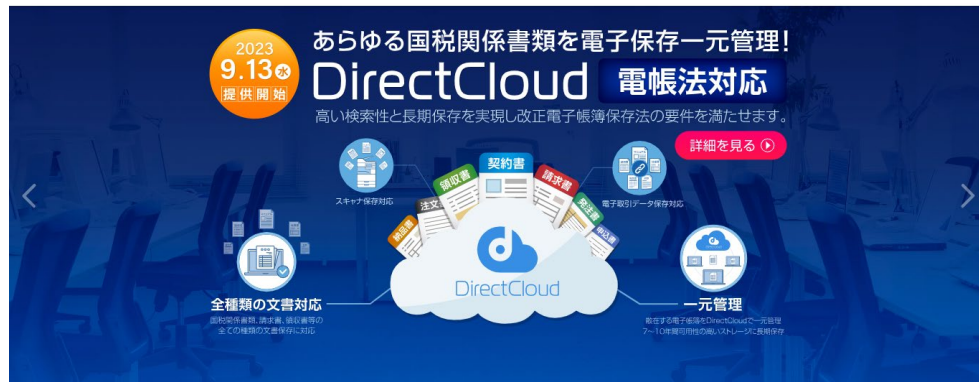 2023
9.13 水
提供開始
あらゆる国税関係書類を電子保存一元管理!
DirectCloud 電帳法対応
高い検索性と長期保存を実現し改正電子帳簿保存法の要件を満たせます。
詳細を見る
スキャナ保存対応
納品書
注文
領収書
契約書
請求書
発注書
申込書
電子取引データ保存対応
DirectCloud
全種類の文書対応
国税関係書類、請求書、領収書等の
全ての種類の文書保存に対応
一元管理
散在する電子帳簿をDirectCloudで一元管理
7~10年間可用性の高いストレージに長期保存